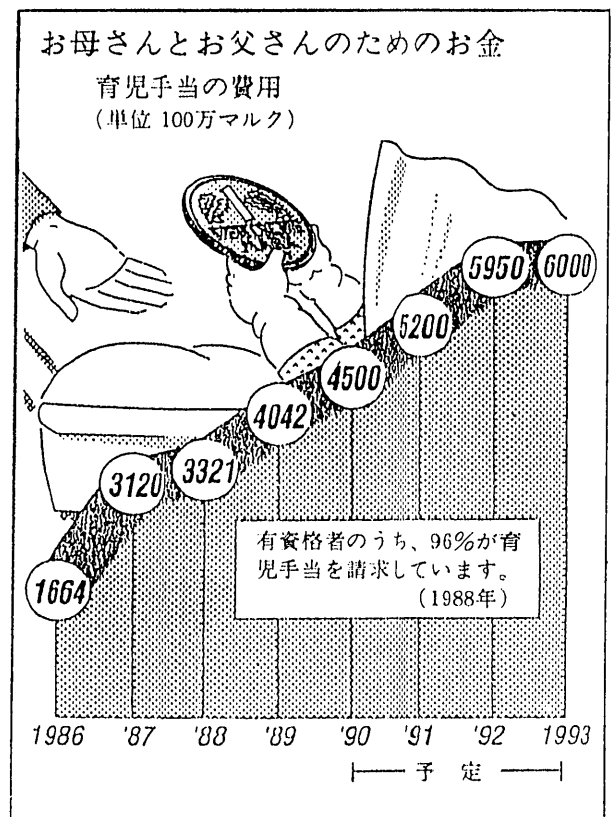 お母さんとお父さんのためのお金
育児手当の費用
(単位 100万マルク)
5950 6000
5200
4500
4042
3120 3321
1664
有資格者のうち、96%が育
児手当を請求しています。
(1988年)
1986 '87 '88 '89 '90 '91 '92 1993
予定